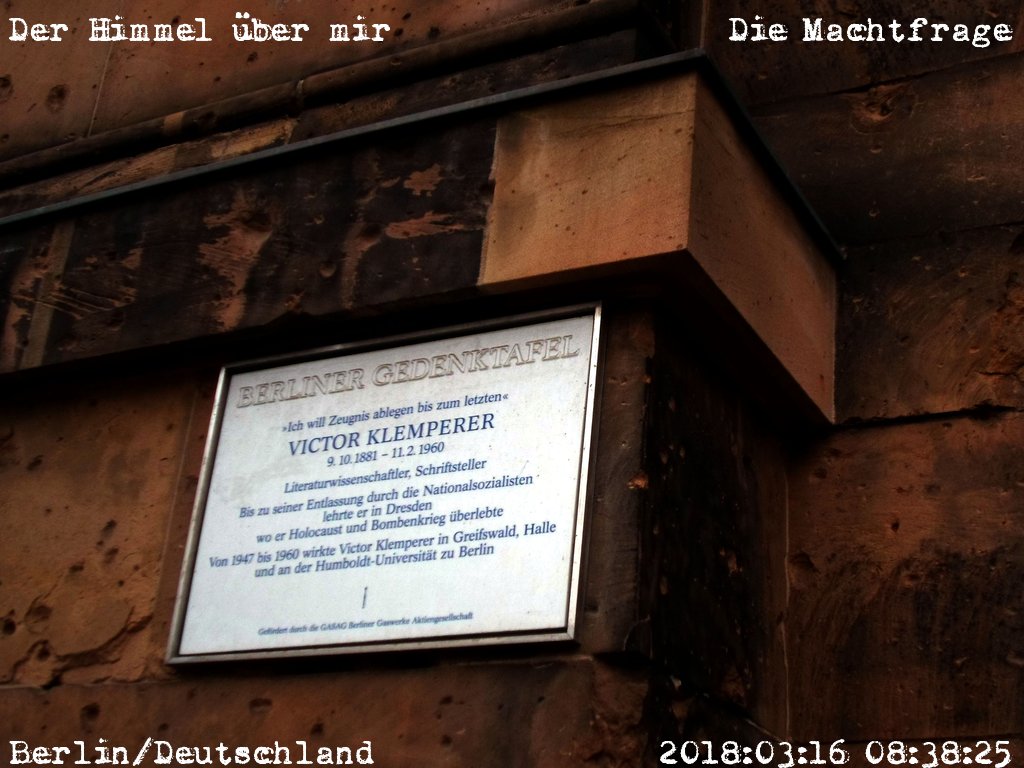 Der Himmel über mir
Die Machtfrage
BERLINER GEDENKTAFEL
»Ich will Zeugnis ablegen bis zum letzten«
VICTOR KLEMPERER
9. 10. 1881 – 11. 2. 1960
Literaturwissenschaftler, Schriftsteller
Bis zu seiner Entlassung durch die Nationalsozialisten
lehrte er in Dresden
wo er Holocaust und Bombenkrieg überlebte
Von 1947 bis 1960 wirkte Victor Klemperer in Greifswald, Halle
und an der Humboldt-Universität zu Berlin
Gefördert durch die GASAG Berliner Gaswerke Aktiengesellschaft
Berlin/Deutschland
2018:03:16 08:38:25